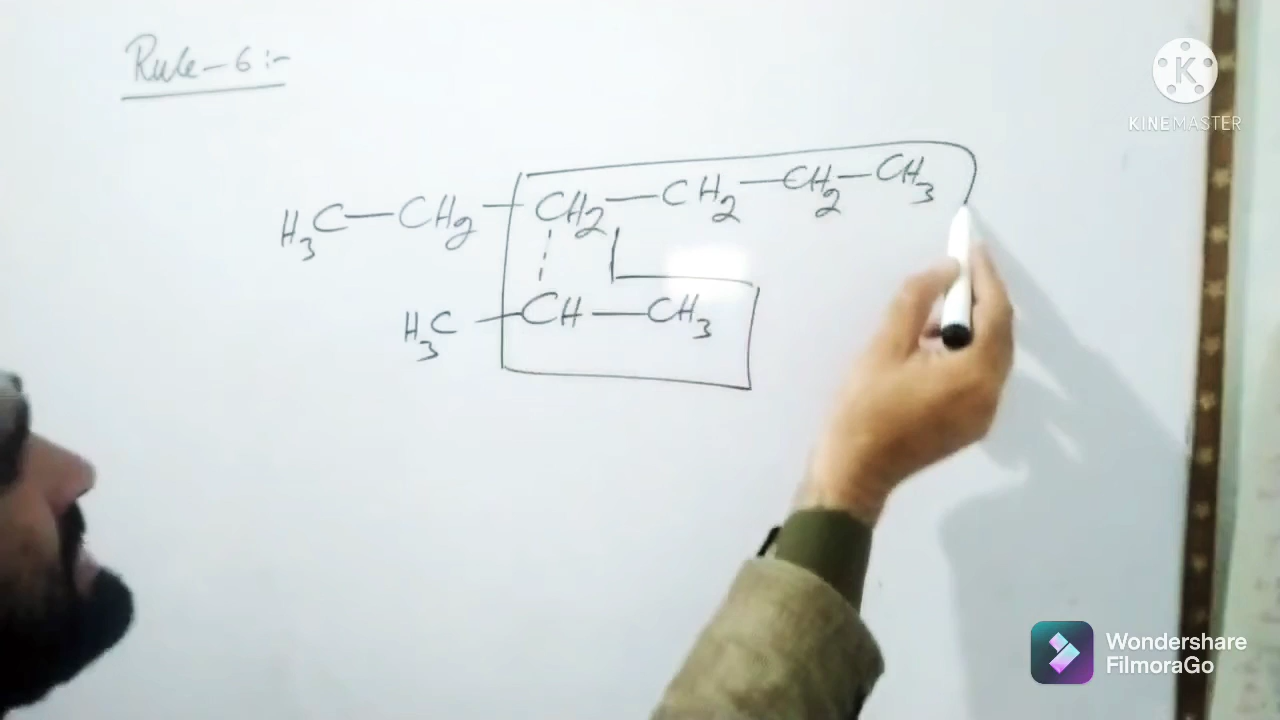 Rule-6:-
KINEMASTER
H3C-CH2-CH2-CH2-CH2-CH3
H3C-CH-CH3
Wondershare
FilmoraGo